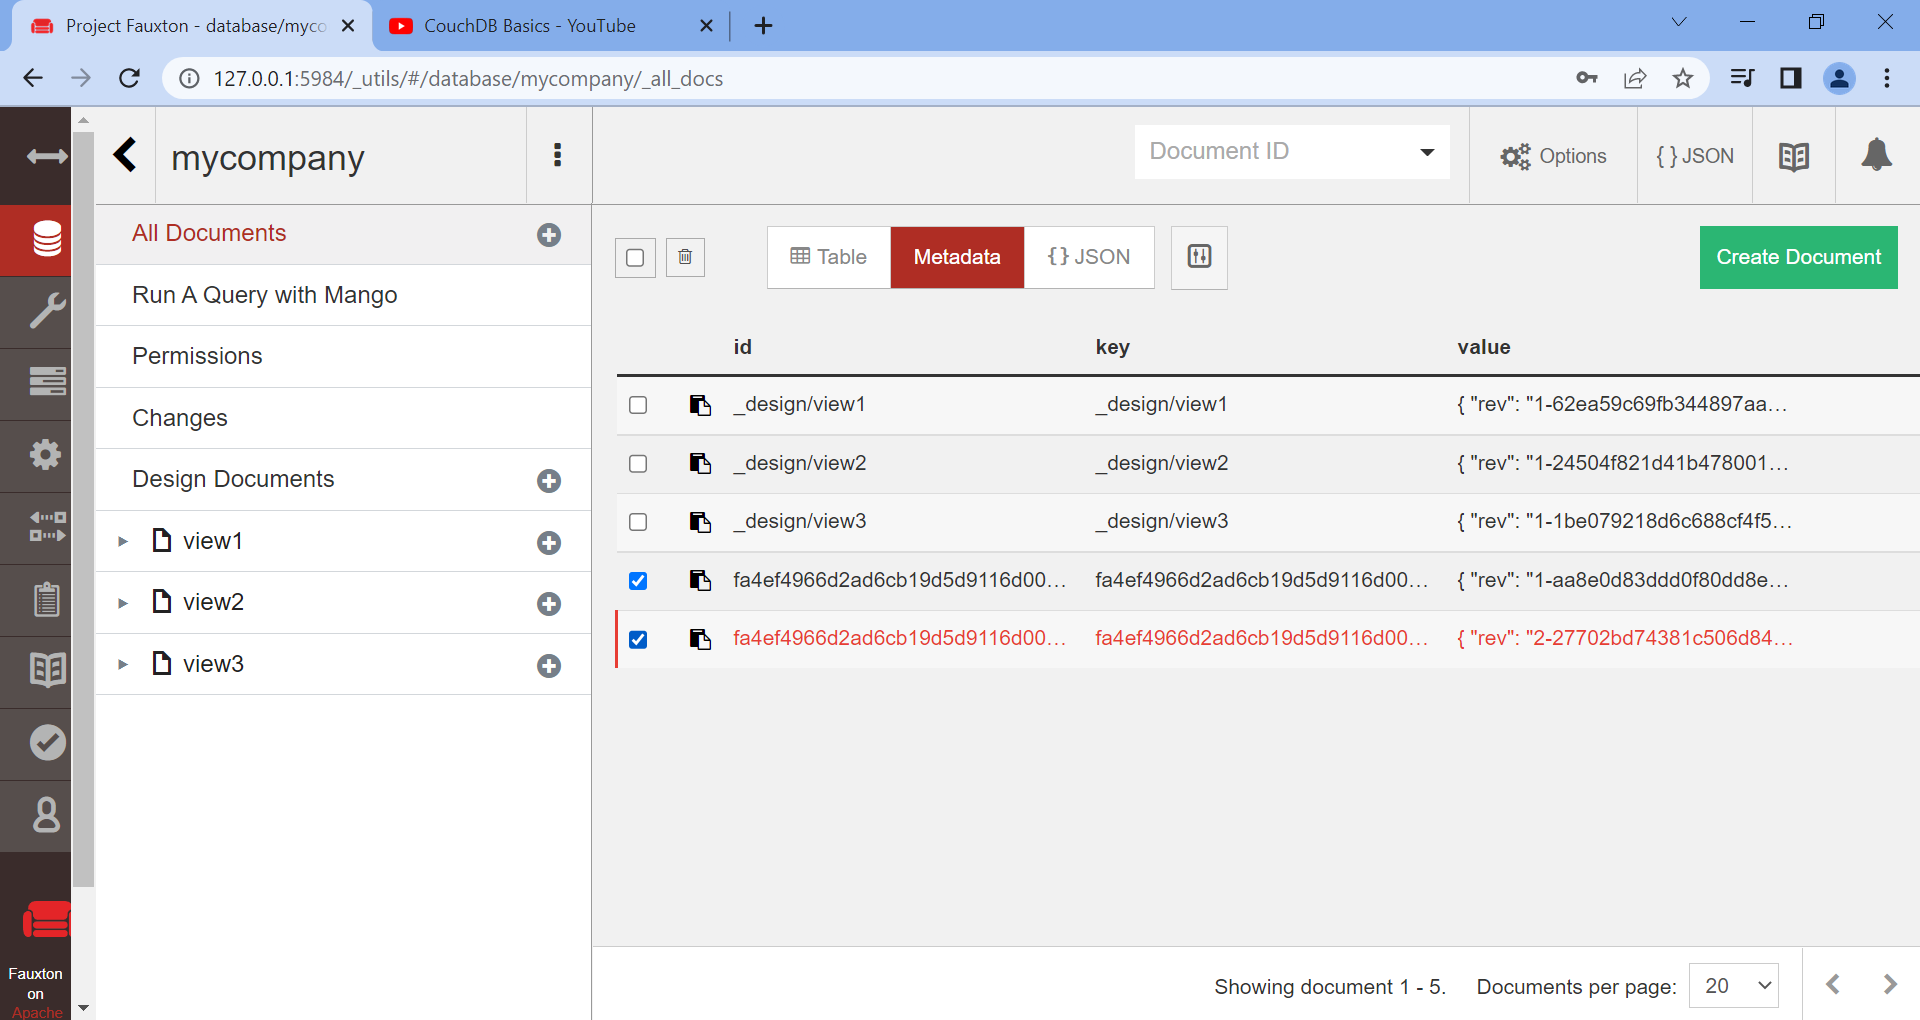 Project Fauxton - database/myco
CouchDB Basics - YouTube
127.0.0.1:5984/_utils/#/database/mycompany/_all_docs
mycompany
Document ID
Options
{ } JSON
All Documents
Run A Query with Mango
Permissions
Changes
Design Documents
view1
view2
view3
Table
Metadata
{ } JSON
Create Document
id key value
_design/view1 _design/view1 { "rev": "1-62ea59c69fb344897aa...
_design/view2 _design/view2 { "rev": "1-24504f821d41b478001...
_design/view3 _design/view3 { "rev": "1-1be079218d6c688cf4f5...
fa4ef4966d2ad6cb19d5d9116d00... fa4ef4966d2ad6cb19d5d9116d00... { "rev": "1-aa8e0d83ddd0f80dd8e...
fa4ef4966d2ad6cb19d5d9116d00... fa4ef4966d2ad6cb19d5d9116d00... { "rev": "2-27702bd74381c506d84...
Fauxton
on
Apache
Showing document 1 - 5. Documents per page: 20